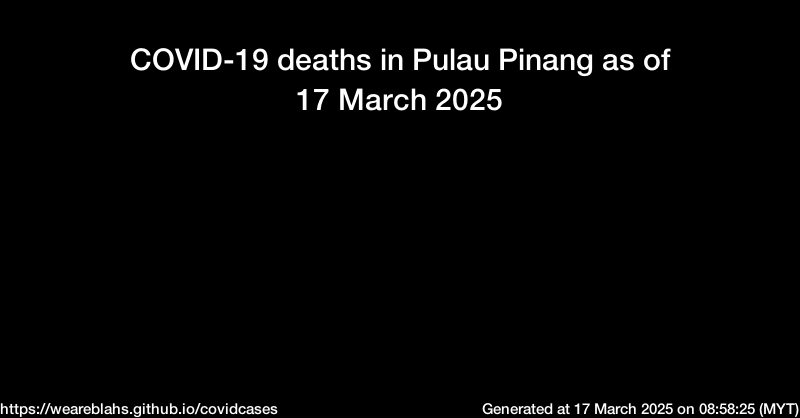 COVID-19 deaths in Pulau Pinang as of
17 March 2025
https://weareblahs.github.io/covidcases
Generated at 17 March 2025 on 08:58:25 (MYT)